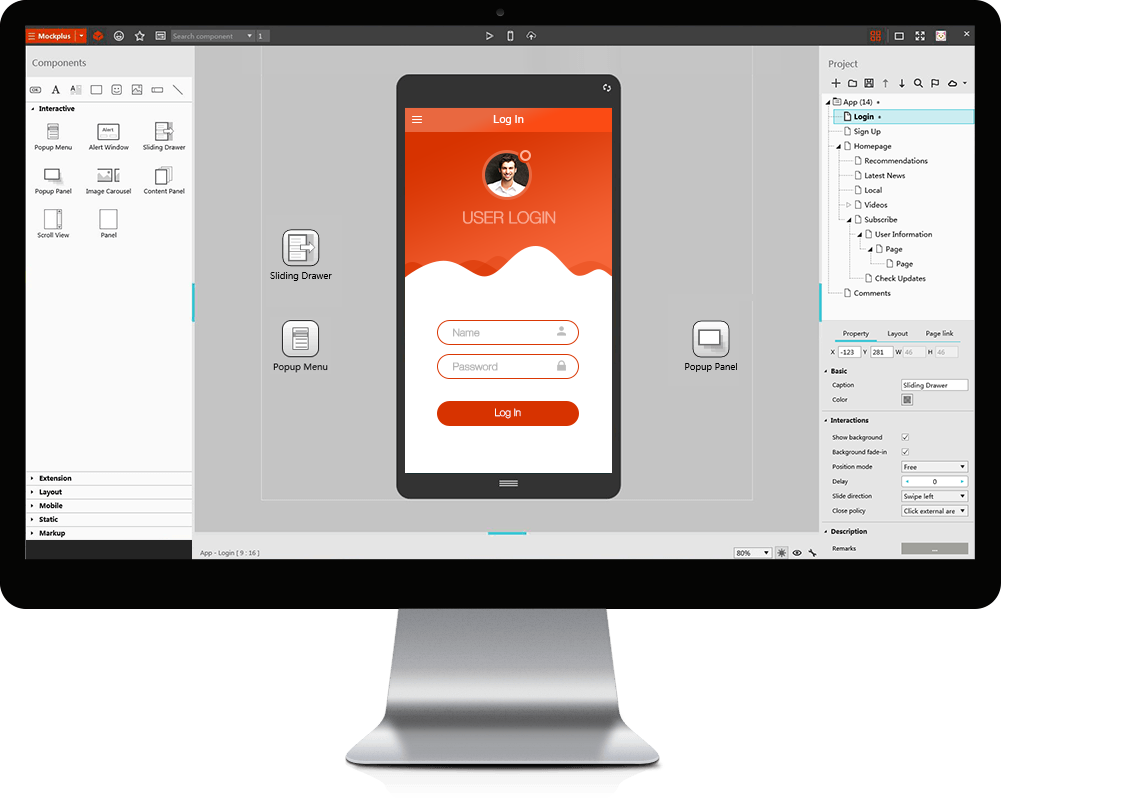 Mockplus
Search component
1
Components
OK
A
A
Interactive
Popup Menu
Alert
Alert Window
Sliding Drawer
Popup Panel
Image Carousel
Content Panel
Scroll View
Panel
Extension
Layout
Mobile
Static
Markup
Sliding Drawer
Popup Menu
Log In
USER LOGIN
Name
Password
Log In
Popup Panel
App - Login [ 9 : 16 ]
80%
Project
App (14)
Login
Sign Up
Homepage
Recommendations
Latest News
Local
Videos
Subscribe
User Information
Page
Page
Check Updates
Comments
Property Layout Page link
X -123 Y 281 W 46 H 46
Basic
Caption Sliding Drawer
Color
Interactions
Show background
Background fade-in
Position mode Free
Delay 0
Slide direction Swipe left
Close policy Click external are
Description
Remarks ...